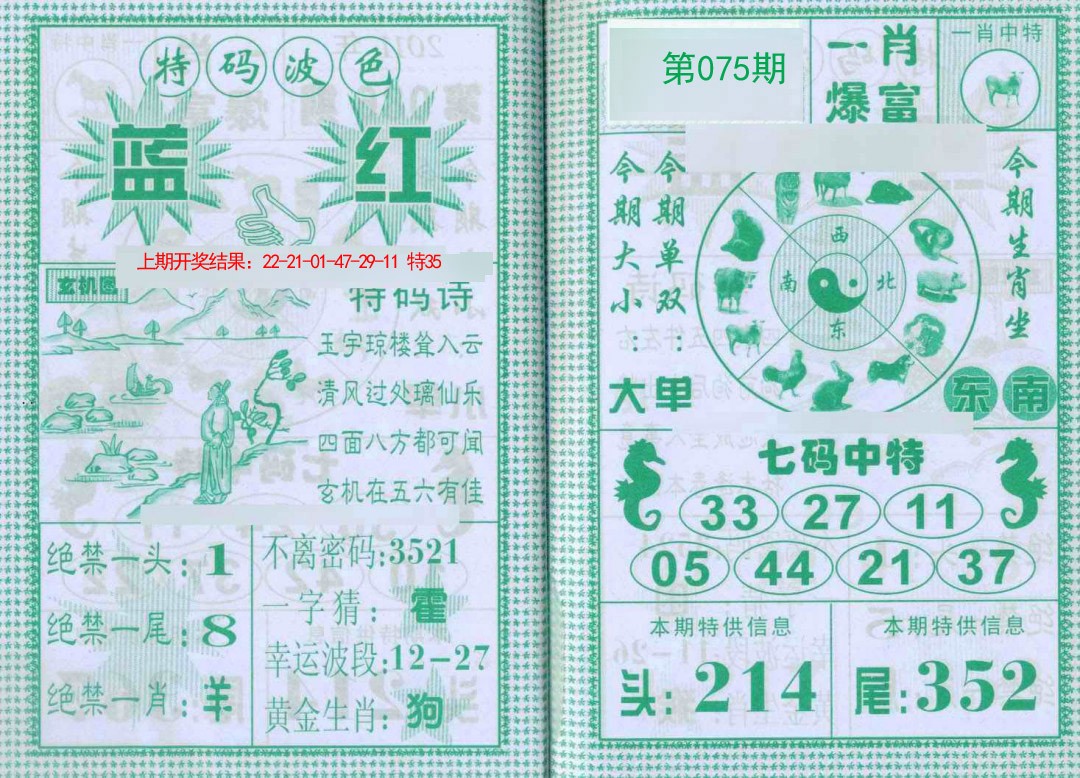 特码波色
蓝 红
上期开奖结果：22-21-01-47-29-11 特35
玄机图
特码诗
玉宇琼楼耸入云
清风过处璃仙乐
四面八方都可闻
玄机在五六有佳
绝禁一头：1
绝禁一尾：8
绝禁一肖：羊
不离密码:3521
一字猜：霍
幸运波段:12-27
黄金生肖：狗
第075期
一肖
爆富
一肖中特
今期大小：大
今期单双：单
西
南 北
东
今期生肖坐
东南
七码中特
33 27 11
05 44 21 37
本期特供信息
头:214
本期特供信息
尾:352